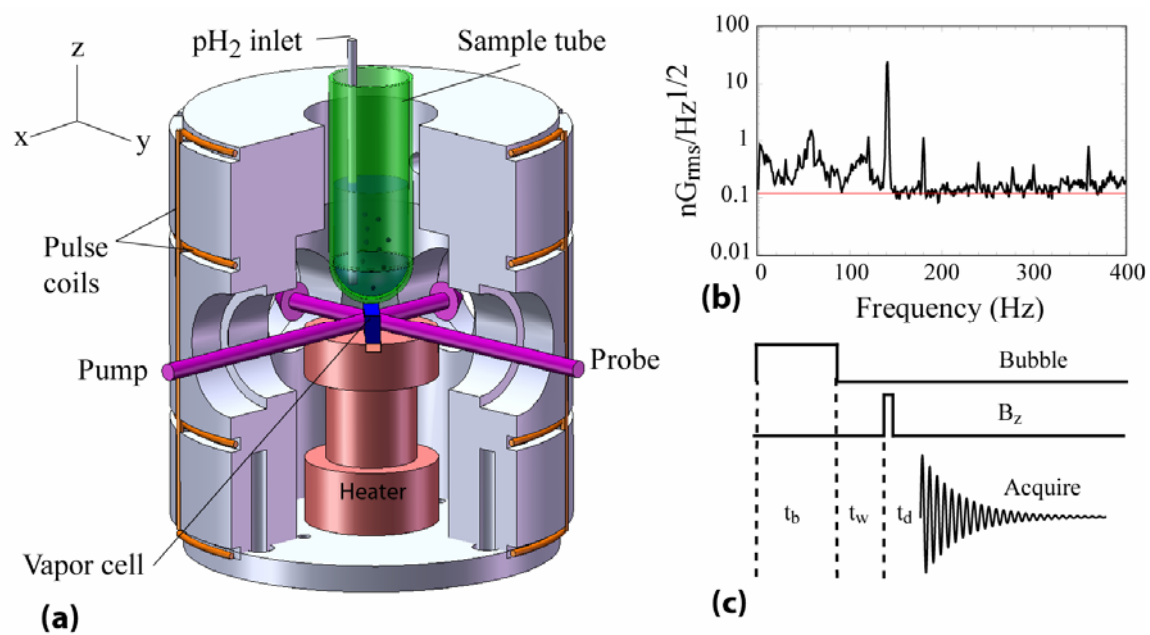 z
x
y
pH2 inlet
Sample tube
Pulse
coils
Pump
Probe
Heater
Vapor cell
(a)
100
10
1
0.1
0.01
nGrms/Hz1/2
0
100
200
300
400
Frequency (Hz)
(b)
Bubble
Bz
Acquire
tb
tw
td
(c)